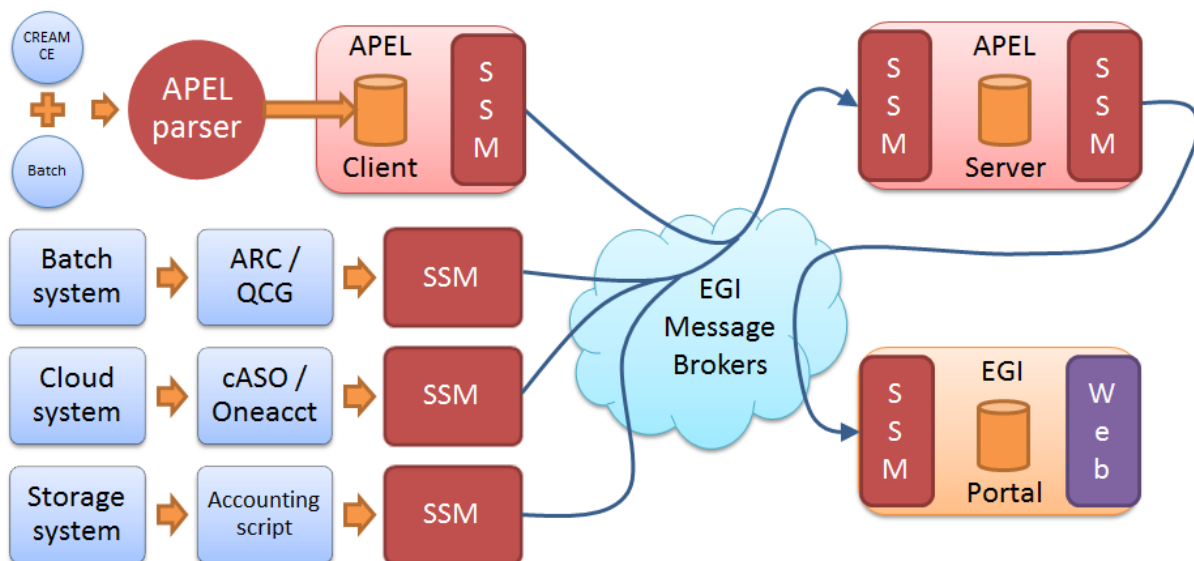 CREAM
CE
Batch
APEL
parser
APEL
Client
S
S
M
S
S
M
APEL
Server
S
S
M
Batch
system
ARC /
QCG
SSM
Cloud
system
cASO /
Oneacct
SSM
Storage
system
Accounting
script
SSM
EGI
Message
Brokers
S
S
M
EGI
Portal
W
e
b